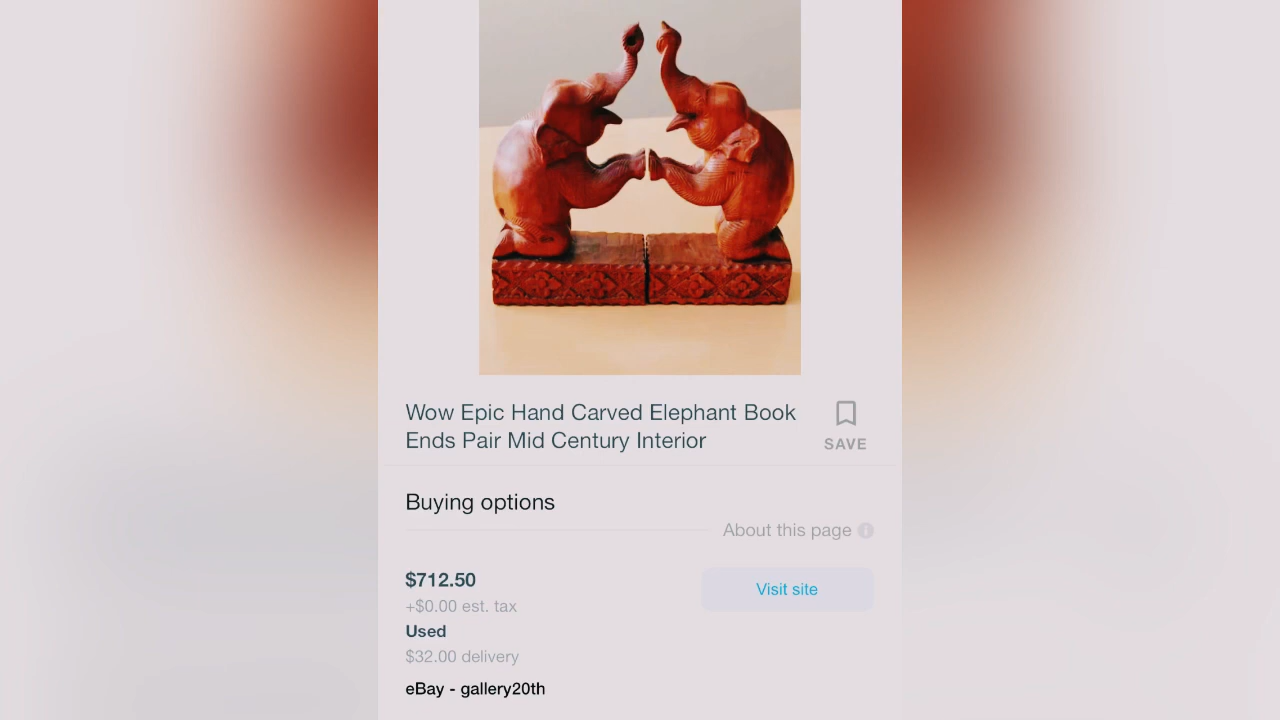 Wow Epic Hand Carved Elephant Book
Ends Pair Mid Century Interior
SAVE
Buying options
About this page
$712.50
Visit site
+$0.00 est. tax
Used
$32.00 delivery
eBay - gallery20th